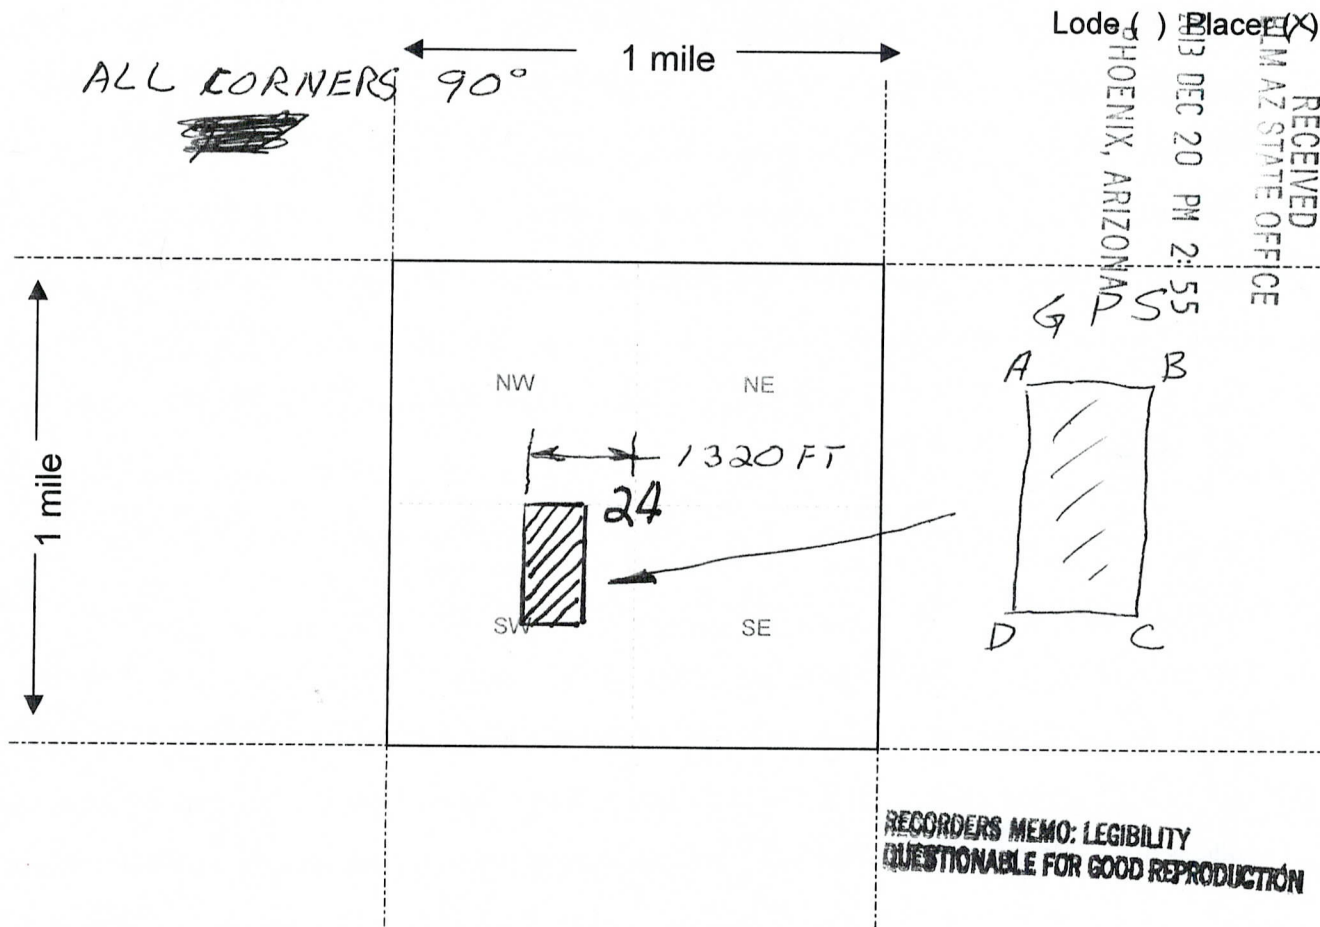 Lode ( ) Placer (X)
1 mile
ALL CORNERS 90°
RECEIVED
BLM AZ STATE OFFICE
2013 DEC 20 PM 2:55
PHOENIX, ARIZONA
GPS
A B
NW NE
1320 FT
1 mile
24
SW SE
D C
RECORDERS MEMO: LEGIBILITY
QUESTIONABLE FOR GOOD REPRODUCTION